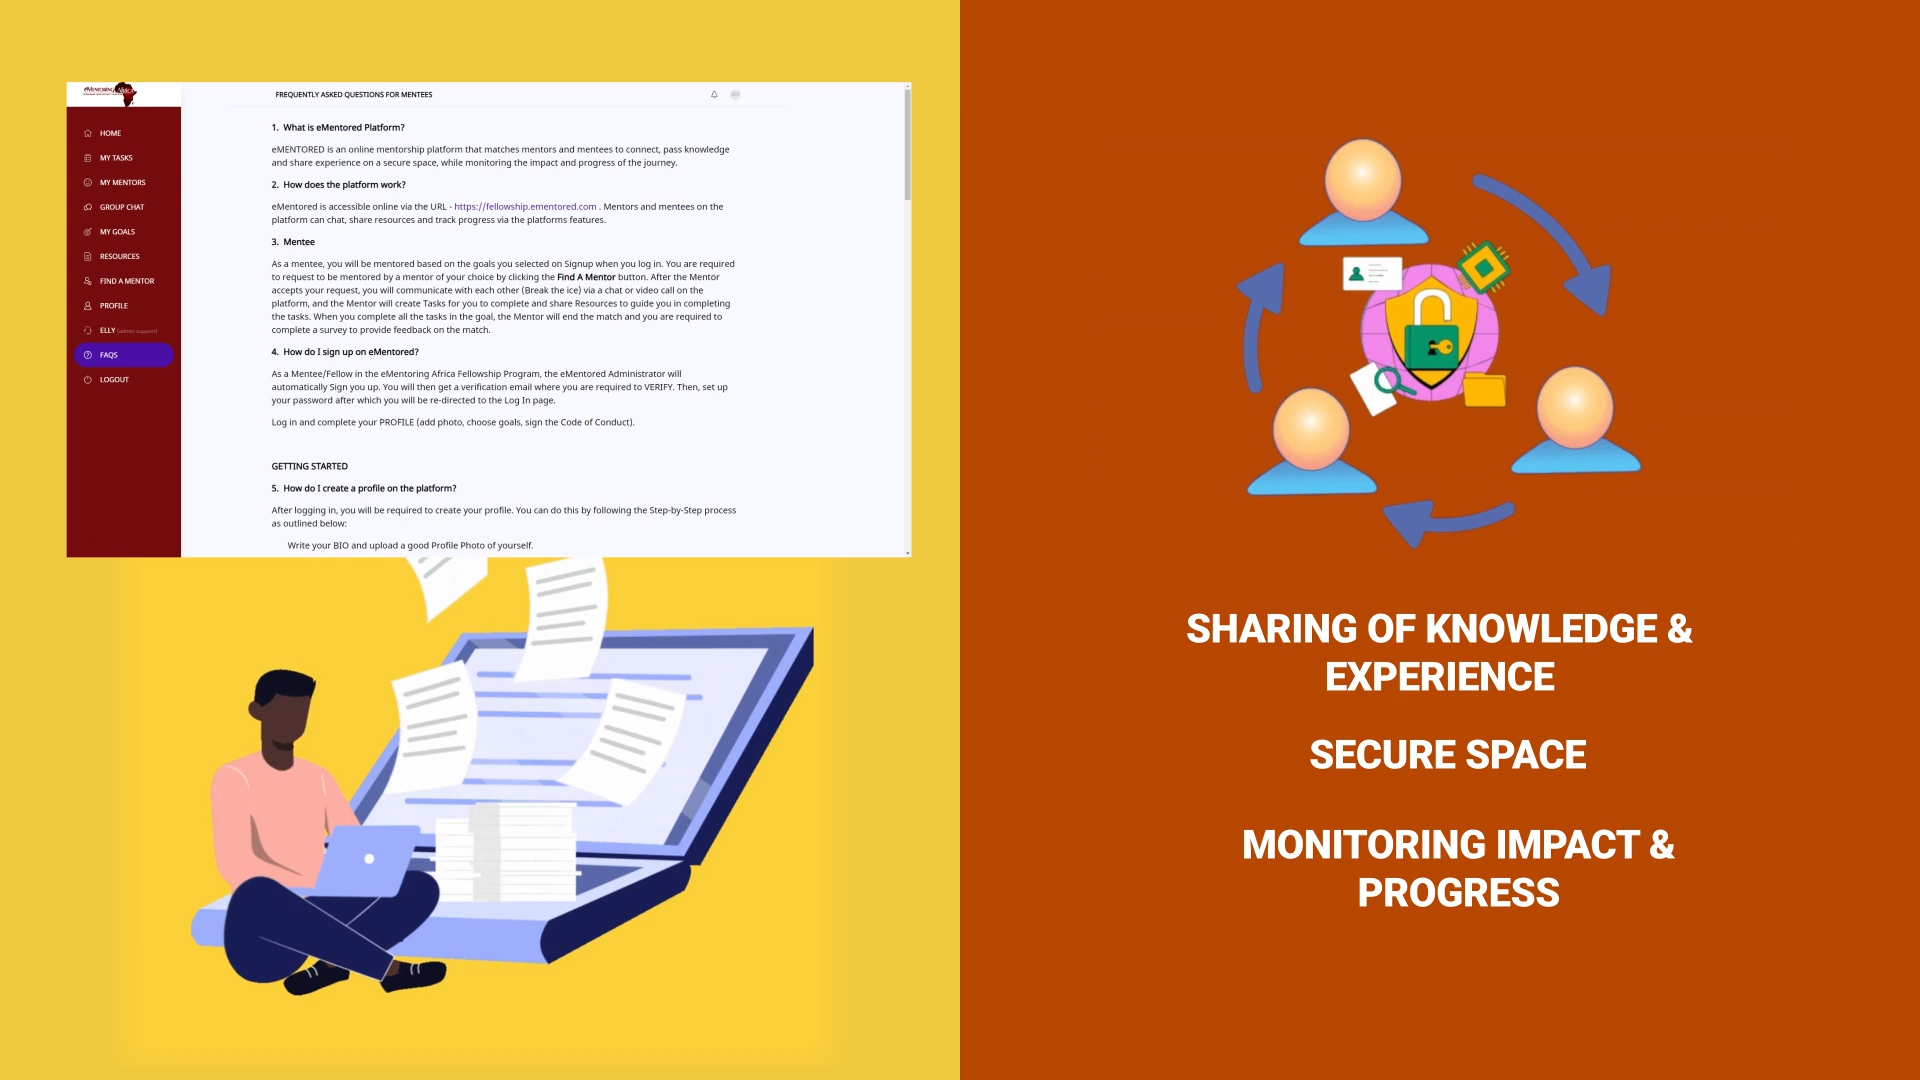 eMENTORING Africa
FREQUENTLY ASKED QUESTIONS FOR MENTEES
HOME
MY TASKS
MY MENTORS
GROUP CHAT
MY GOALS
RESOURCES
FIND A MENTOR
PROFILE
ELLY (admin support)
FAQS
LOGOUT
1. What is eMentored Platform?
eMENTORED is an online mentorship platform that matches mentors and mentees to connect, pass knowledge
and share experience on a secure space, while monitoring the impact and progress of the journey.
2. How does the platform work?
eMentored is accessible online via the URL - https://fellowship.ementored.com . Mentors and mentees on the
platform can chat, share resources and track progress via the platforms features.
3. Mentee
As a mentee, you will be mentored based on the goals you selected on Signup when you log in. You are required
to request to be mentored by a mentor of your choice by clicking the Find A Mentor button. After the Mentor
accepts your request, you will communicate with each other (Break the ice) via a chat or video call on the
platform, and the Mentor will create Tasks for you to complete and share Resources to guide you in completing
the tasks. When you complete all the tasks in the goal, the Mentor will end the match and you are required to
complete a survey to provide feedback on the match.
4. How do I sign up on eMentored?
As a Mentee/Fellow in the eMentoring Africa Fellowship Program, the eMentored Administrator will
automatically Sign you up. You will then get a verification email where you are required to VERIFY. Then, set up
your password after which you will be re-directed to the Log In page.
Log in and complete your PROFILE (add photo, choose goals, sign the Code of Conduct).
GETTING STARTED
5. How do I create a profile on the platform?
After logging in, you will be required to create your profile. You can do this by following the Step-by-Step process
as outlined below:
Write your BIO and upload a good Profile Photo of yourself.
SHARING OF KNOWLEDGE &
EXPERIENCE
SECURE SPACE
MONITORING IMPACT &
PROGRESS